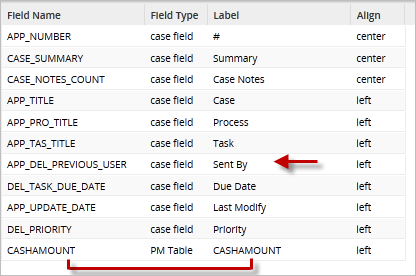 Field Name Field Type Label Align
APP_NUMBER case field # center
CASE_SUMMARY case field Summary center
CASE_NOTES_COUNT case field Case Notes center
APP_TITLE case field Case left
APP_PRO_TITLE case field Process left
APP_TAS_TITLE case field Task left
APP_DEL_PREVIOUS_USER case field Sent By left
DEL_TASK_DUE_DATE case field Due Date left
APP_UPDATE_DATE case field Last Modify left
DEL_PRIORITY case field Priority left
CASHAMOUNT PM Table CASHAMOUNT left